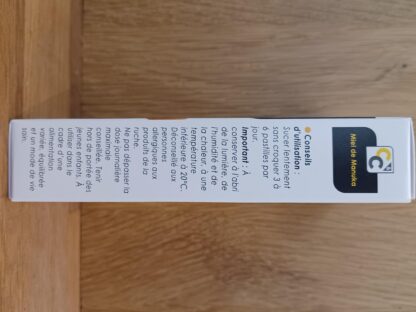 CC
Miel de Manuka
Conseils
d'utilisation :
Sucer lentement
sans croquer 3 à
6 pastilles par
jour.
Important : À
conserver à l'abri
de la lumière, de
l'humidité et de
la chaleur, à une
température
inférieure à 20°C.
Déconseillé aux
personnes
allergiques aux
produits de la
ruche.
Ne pas dépasser la
dose journalière
maximale
conseillée. Tenir
hors de portée des
jeunes enfants. À
utiliser dans le
cadre d'une
alimentation
variée, équilibrée
et un mode de vie
sain.